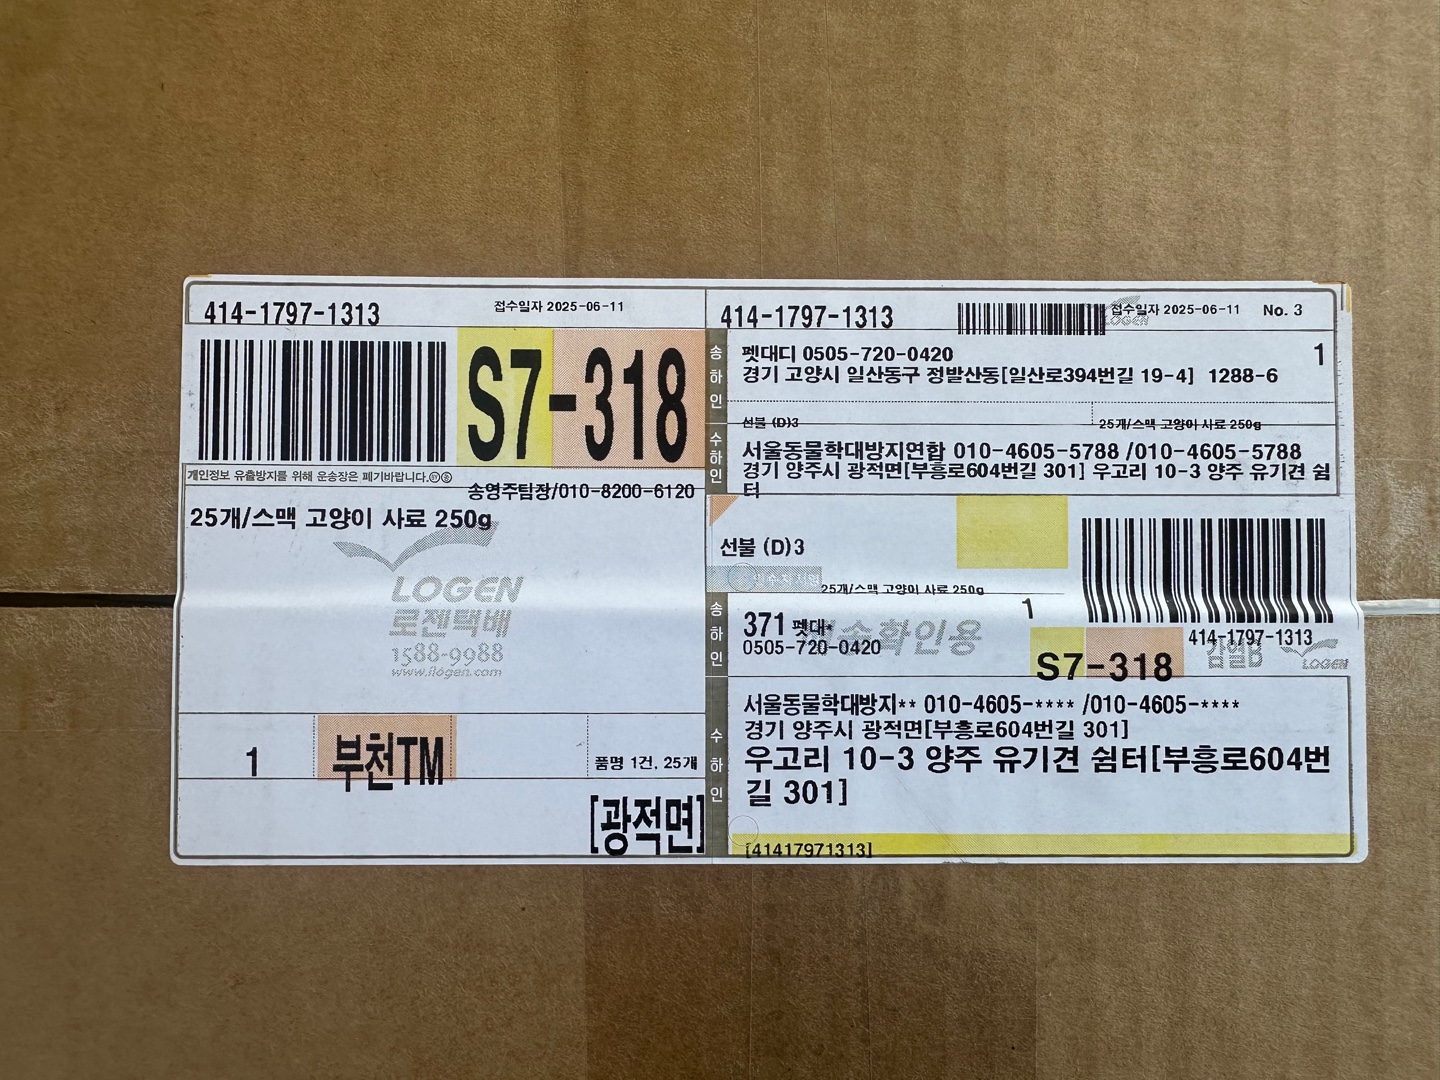 414-1797-1313
접수일자 2025-06-11
S7-318
개인정보 유출방지를 위해 운송장은 폐기바랍니다.
송영주팀장/010-8200-6120
25개/스맥 고양이 사료 250g
LOGEN
로젠택배
1588-9988
www.ilogen.com
1
부천TM
품명 1건, 25개
[광적면]
414-1797-1313
접수일자 2025-06-11
No. 3
LOGEN
송하인
펫대디 0505-720-0420
1
경기 고양시 일산동구 정발산동[일산로394번길 19-4] 1288-6
선불 (D)3
25개/스맥 고양이 사료 250g
수하인
서울동물학대방지연합 010-4605-5788 /010-4605-5788
경기 양주시 광적면[부흥로604번길 301] 우고리 10-3 양주 유기견 쉼
터
선불 (D)3
25개/스맥 고양이 사료 250g
송하인
371 펫대*
1
0505-720-0420
배송확인용
414-1797-1313
S7-318
감열B
LOGEN
수하인
서울동물학대방지** 010-4605-**** /010-4605-****
경기 양주시 광적면[부흥로604번길 301]
우고리 10-3 양주 유기견 쉼터[부흥로604번
길 301]
[41417971313]